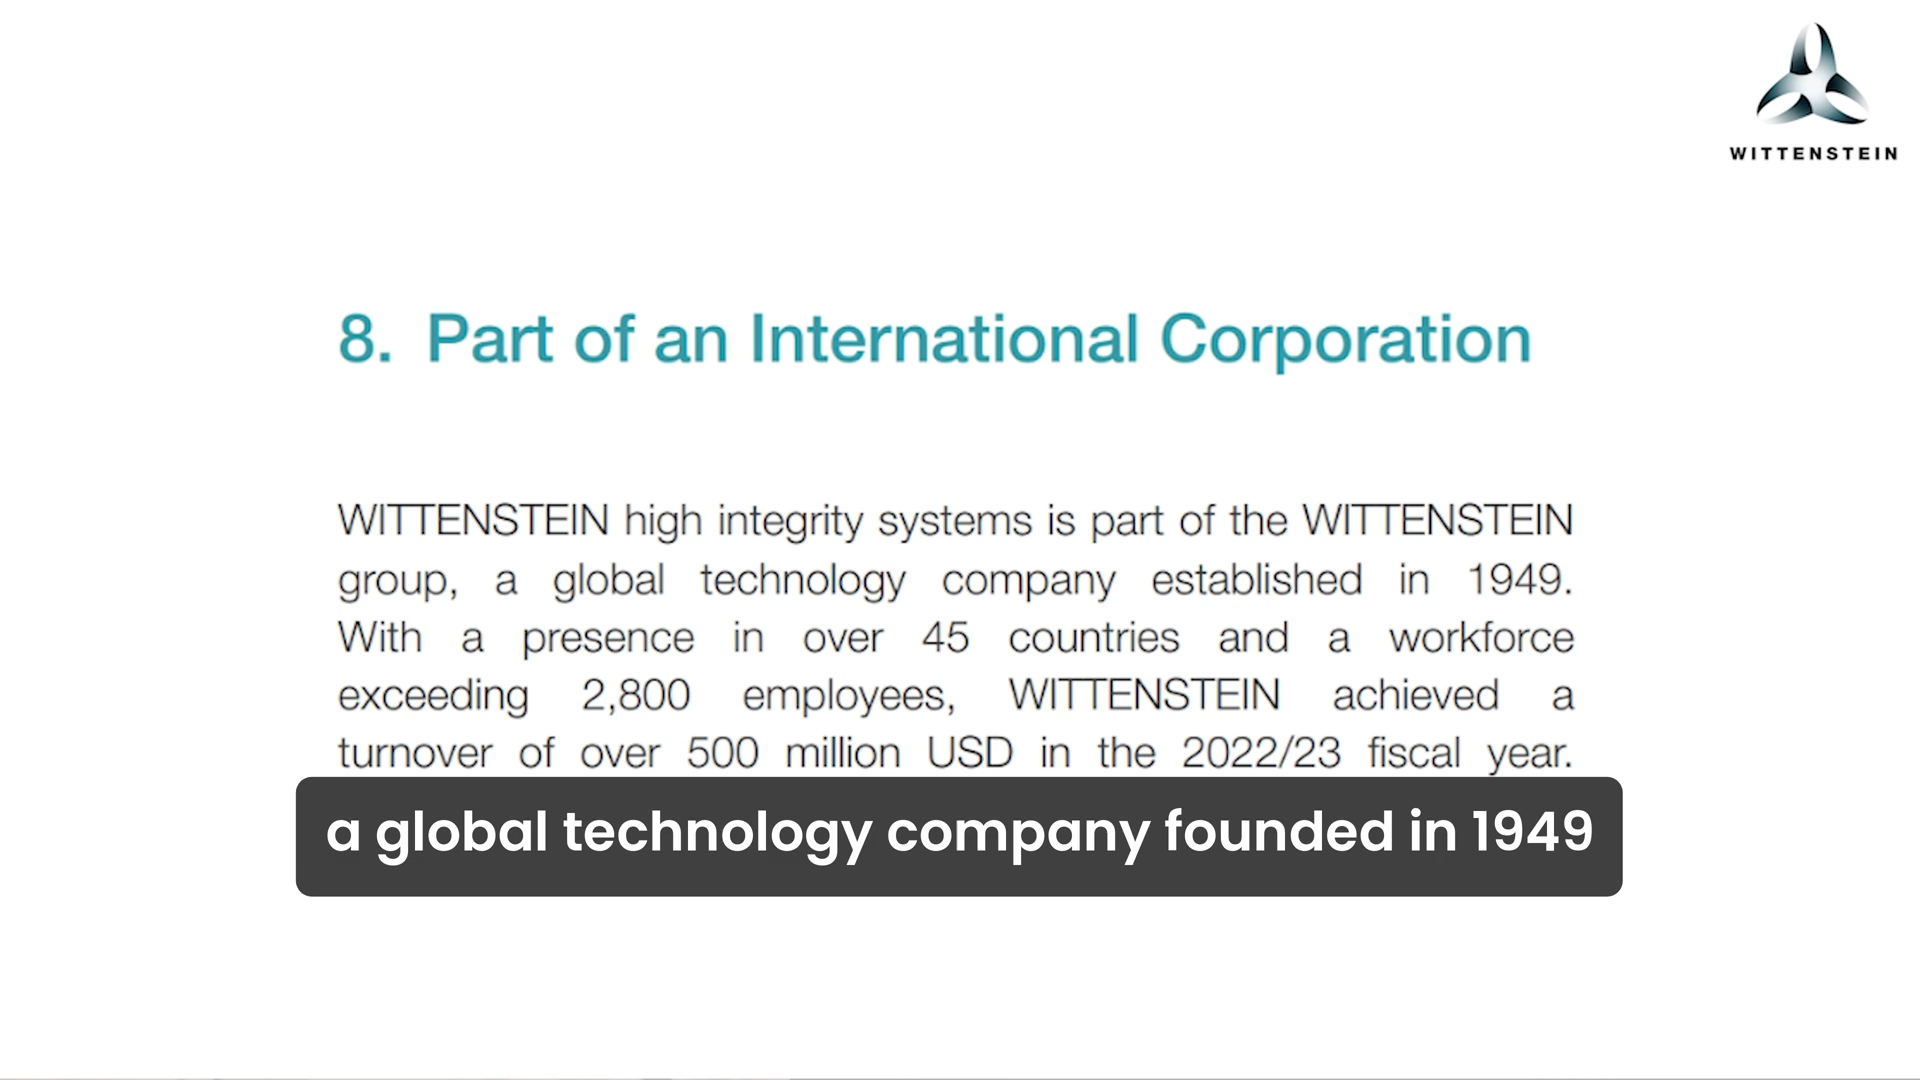 WITTENSTEIN
8. Part of an International Corporation
WITTENSTEIN high integrity systems is part of the WITTENSTEIN
group, a global technology company established in 1949.
With a presence in over 45 countries and a workforce
exceeding 2,800 employees, WITTENSTEIN achieved a
turnover of over 500 million USD in the 2022/23 fiscal year.
a global technology company founded in 1949